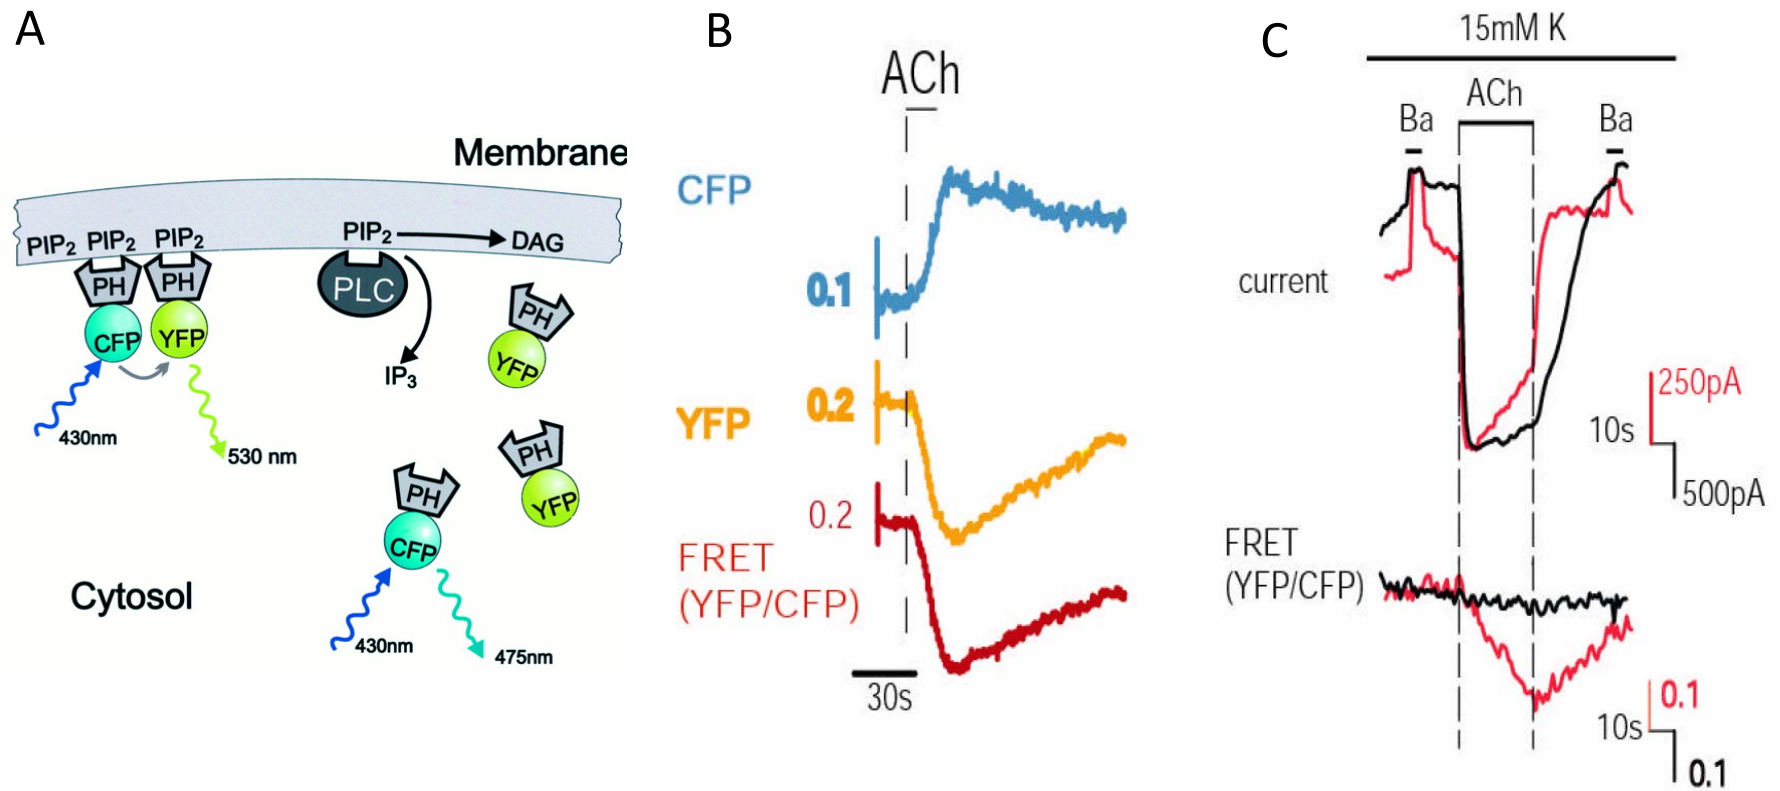 A
Membrane
PIP₂ PIP₂ PIP₂
PIP₂
DAG
PH
PH
PLC
PH
CFP
YFP
YFP
IP₃
430nm
530 nm
PH
YFP
PH
CFP
Cytosol
430nm
475nm
B
ACh
CFP
0.1
YFP
0.2
0.2
FRET
(YFP/CFP)
30s
C
15mM K
ACh
Ba
Ba
current
250pA
10s
500pA
FRET
(YFP/CFP)
0.1
10s
0.1